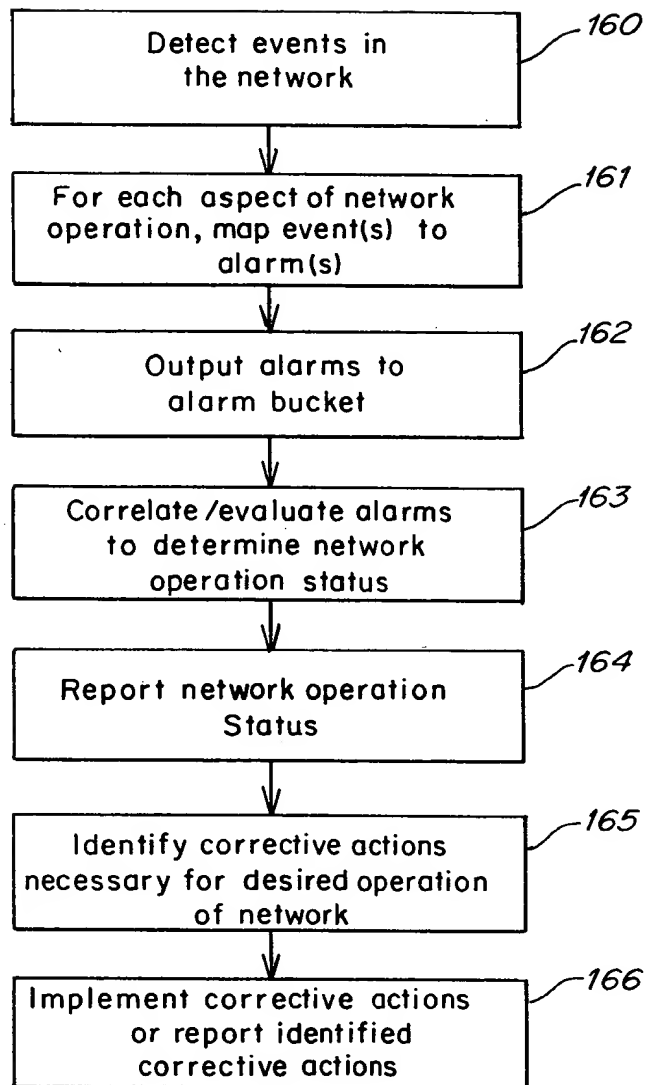 Detect events in
the network
160
For each aspect of network
operation, map event(s) to
alarm(s)
161
Output alarms to
alarm bucket
162
Correlate/evaluate alarms
to determine network
operation status
163
Report network operation
Status
164
Identify corrective actions
necessary for desired operation
of network
165
Implement corrective actions
or report identified
corrective actions
166